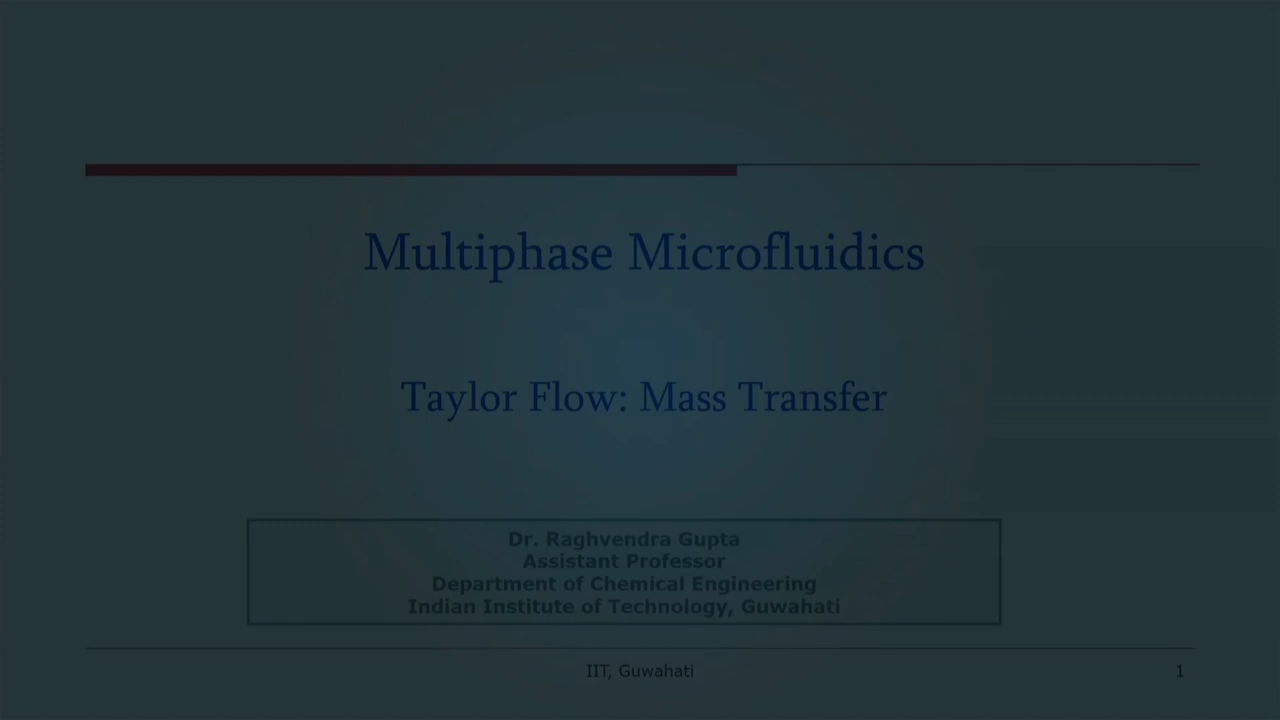 Multiphase Microfluidics
Taylor Flow: Mass Transfer
Dr. Raghvendra Gupta
Assistant Professor
Department of Chemical Engineering
Indian Institute of Technology, Guwahati
IIT, Guwahati
1